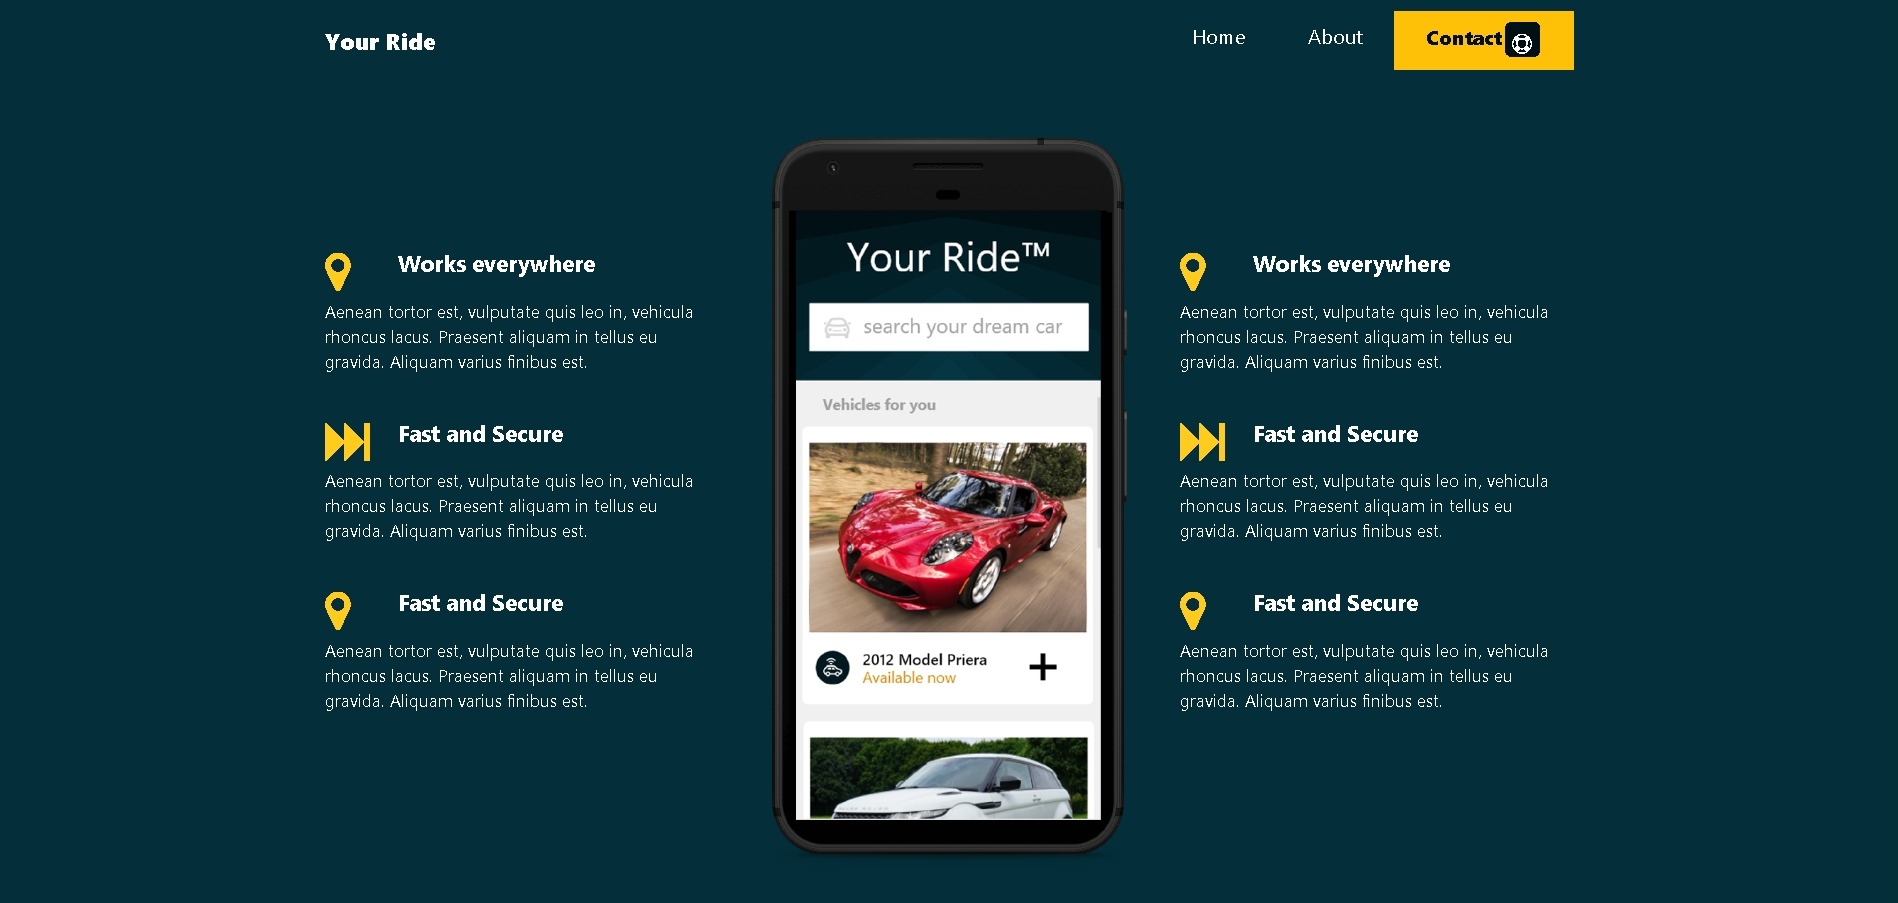 Your Ride
Home
About
Contact
Works everywhere
Aenean tortor est, vulputate quis leo in, vehicula
rhoncus lacus. Praesent aliquam in tellus eu
gravida. Aliquam varius finibus est.
Fast and Secure
Aenean tortor est, vulputate quis leo in, vehicula
rhoncus lacus. Praesent aliquam in tellus eu
gravida. Aliquam varius finibus est.
Fast and Secure
Aenean tortor est, vulputate quis leo in, vehicula
rhoncus lacus. Praesent aliquam in tellus eu
gravida. Aliquam varius finibus est.
Your Ride™
search your dream car
Vehicles for you
2012 Model Priera
Available now
Works everywhere
Aenean tortor est, vulputate quis leo in, vehicula
rhoncus lacus. Praesent aliquam in tellus eu
gravida. Aliquam varius finibus est.
Fast and Secure
Aenean tortor est, vulputate quis leo in, vehicula
rhoncus lacus. Praesent aliquam in tellus eu
gravida. Aliquam varius finibus est.
Fast and Secure
Aenean tortor est, vulputate quis leo in, vehicula
rhoncus lacus. Praesent aliquam in tellus eu
gravida. Aliquam varius finibus est.